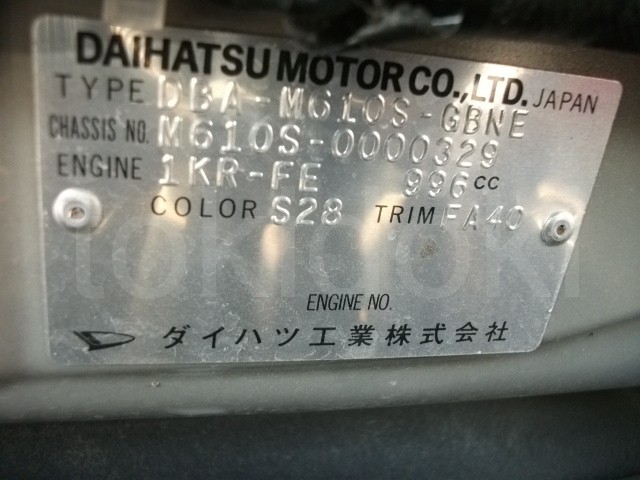 DAIHATSU MOTOR CO., LTD. JAPAN
TYPE DBA-M610S-GBNE
CHASSIS NO. M610S-0000329
ENGINE 1KR-FE 996 CC
COLOR S28 TRIM FA40
ENGINE NO.
ダイハツ工業株式会社